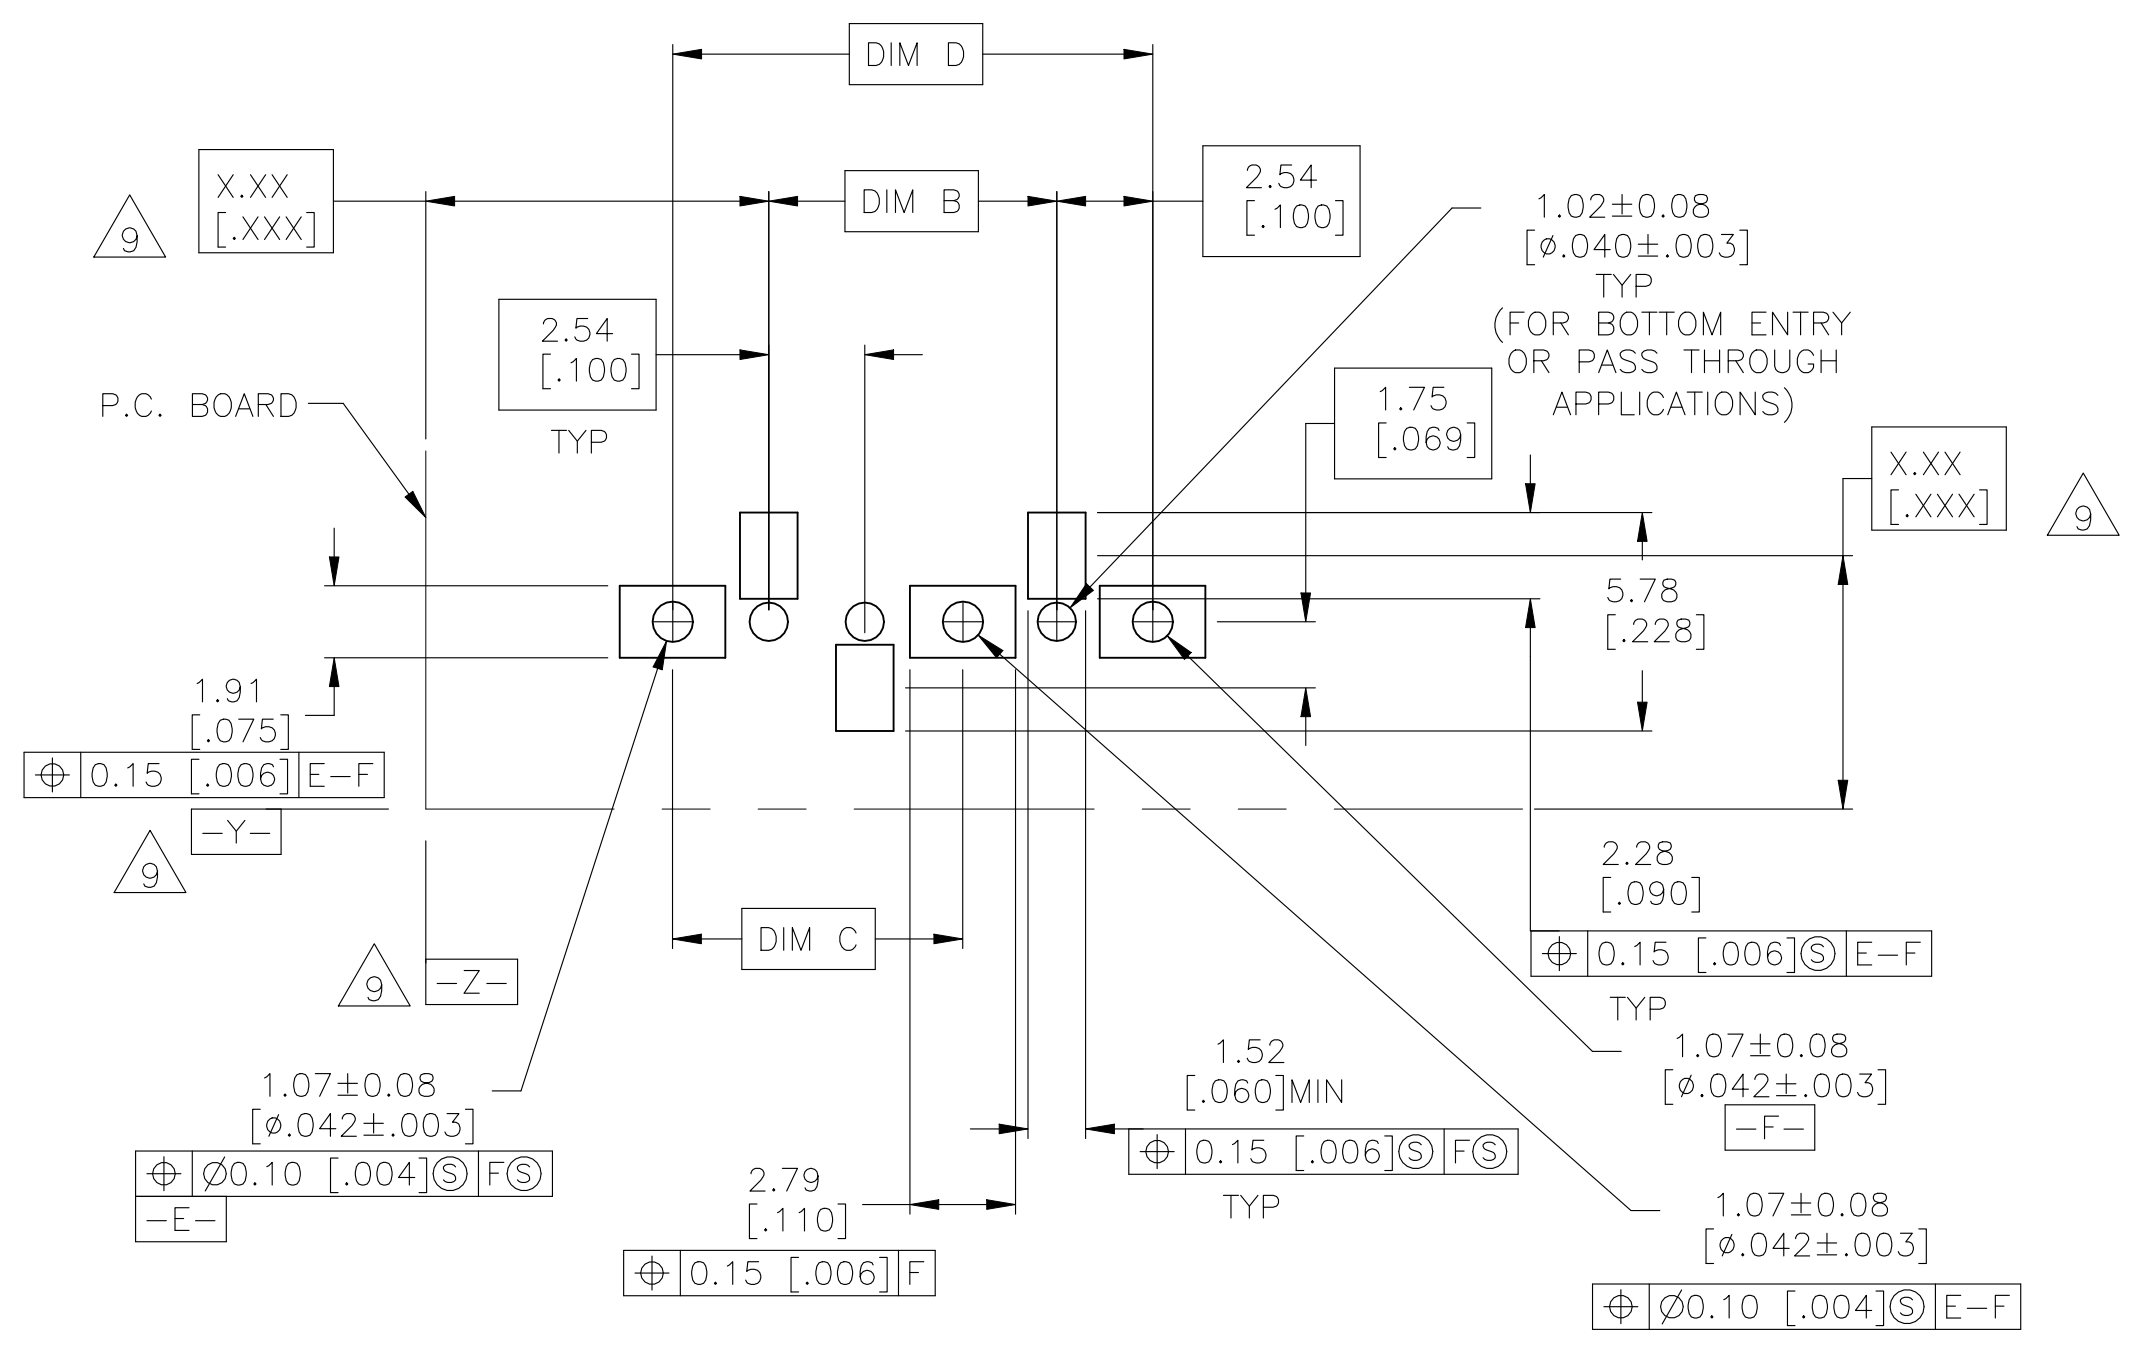 DIM D
X.XX
[.XXX]
9
DIM B
2.54
[.100]
1.02±0.08
[ø.040±.003]
TYP
(FOR BOTTOM ENTRY
OR PASS THROUGH
APPLICATIONS)
2.54
[.100]
TYP
P.C. BOARD
1.75
[.069]
X.XX
[.XXX]
9
5.78
[.228]
1.91
[.075]
⌖ 0.15 [.006] E-F
-Y-
9
2.28
[.090]
⌖ 0.15 [.006]Ⓢ E-F
TYP
DIM C
-Z-
9
1.07±0.08
[ø.042±.003]
⌖ Ø0.10 [.004]Ⓢ FⓈ
-E-
1.52
[.060]MIN
⌖ 0.15 [.006]Ⓢ FⓈ
TYP
1.07±0.08
[ø.042±.003]
-F-
2.79
[.110]
⌖ 0.15 [.006] F
1.07±0.08
[ø.042±.003]
⌖ Ø0.10 [.004]Ⓢ E-F